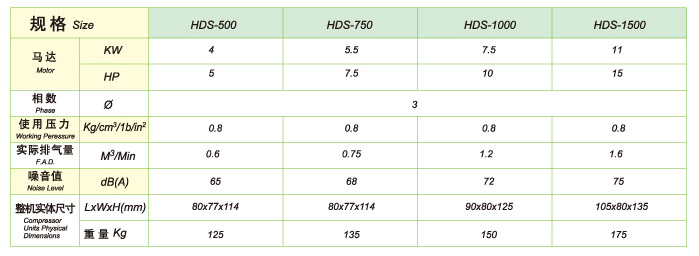 规格 Size HDS-500 HDS-750 HDS-1000 HDS-1500
马达 Motor KW 4 5.5 7.5 11
HP 5 7.5 10 15
相数 Phase Ø 3
使用压力 Working Peressure Kg/cm³/1b/in² 0.8 0.8 0.8 0.8
实际排气量 F.A.D. M³/Min 0.6 0.75 1.2 1.6
噪音值 Noise Level dB(A) 65 68 72 75
整机实体尺寸 Compressor Units Physical Dimensions LxWxH(mm) 80x77x114 80x77x114 90x80x125 105x80x135
重量 Kg 125 135 150 175